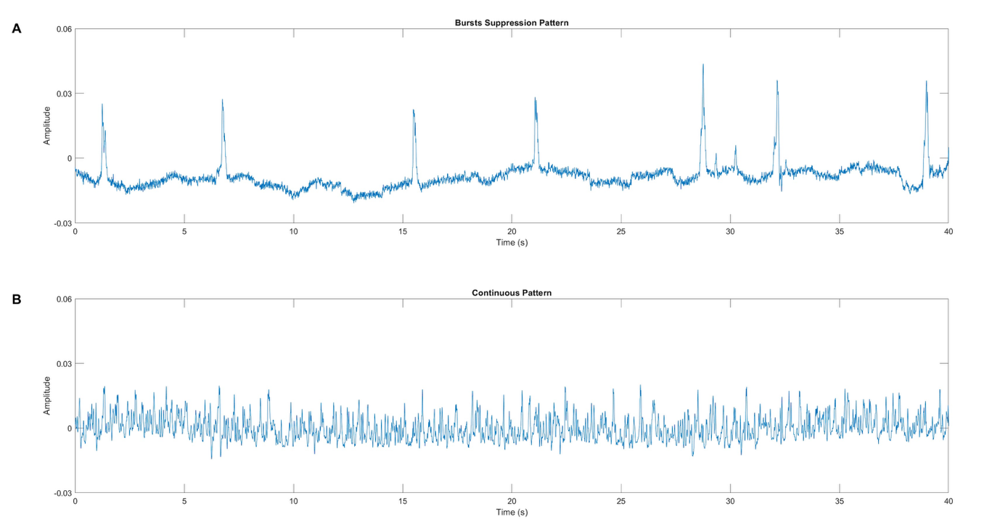 A
Bursts Suppression Pattern
0.06
0.03
0
-0.03
Amplitude
0 5 10 15 20 25 30 35 40
Time (s)
B
Continuous Pattern
0.06
0.03
0
-0.03
Amplitude
0 5 10 15 20 25 30 35 40
Time (s)